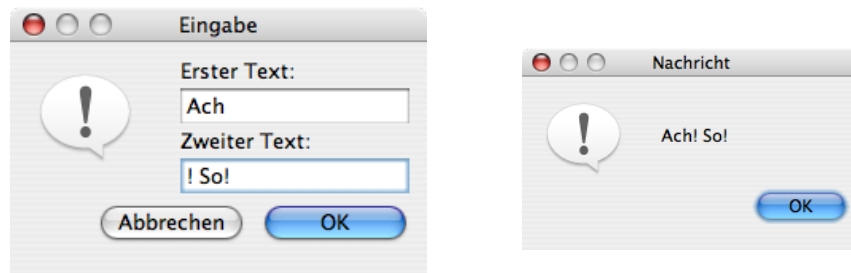 Eingabe
Erster Text:
Ach
Zweiter Text:
! So!
Abbrechen OK
Nachricht
Ach! So!
OK